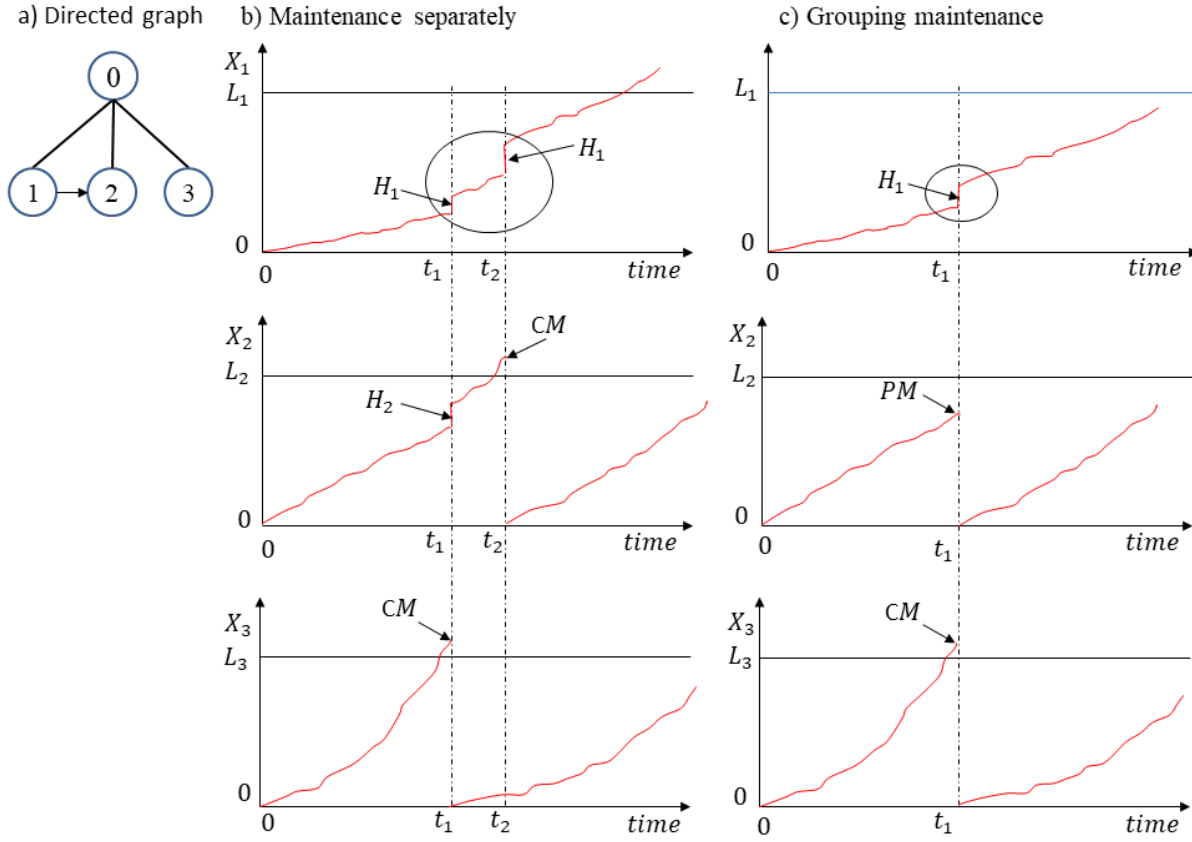 a) Directed graph
0
1
2
3
b) Maintenance separately
X₁
L₁
H₁
H₁
0
0
t₁
t₂
time
X₂
L₂
CM
H₂
0
0
t₁
t₂
time
X₃
L₃
CM
0
0
t₁
t₂
time
c) Grouping maintenance
L₁
H₁
0
0
t₁
time
X₂
L₂
PM
0
0
t₁
time
X₃
L₃
CM
0
0
t₁
time